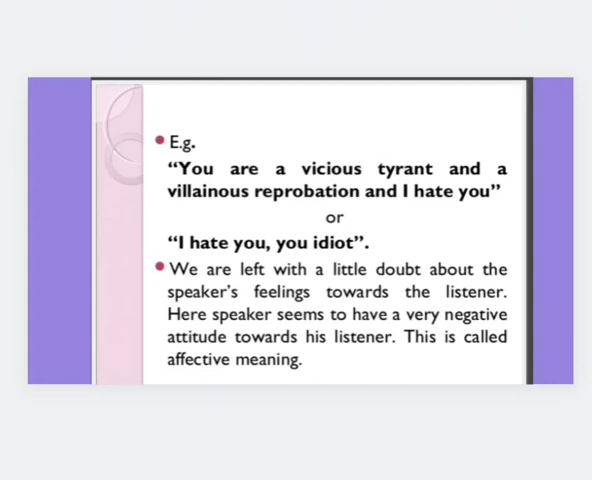 E.g.
“You are a vicious tyrant and a
villainous reprobation and I hate you”
or
“I hate you, you idiot”.
We are left with a little doubt about the
speaker’s feelings towards the listener.
Here speaker seems to have a very negative
attitude towards his listener. This is called
affective meaning.